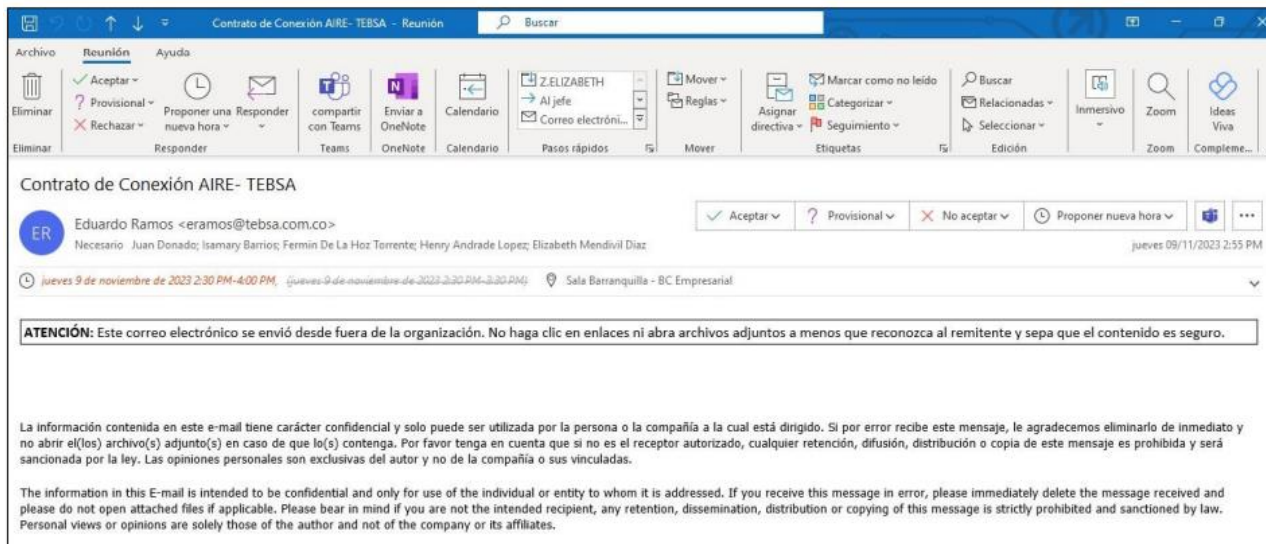 Contrato de Conexión AIRE- TEBSA - Reunión
Buscar
Archivo Reunión Ayuda
Eliminar
Aceptar
Provisional
Rechazar
Proponer una nueva hora
Responder
compartir con Teams
Enviar a OneNote
Calendario
Z.ELIZABETH
Al jefe
Correo electróni...
Mover
Reglas
Asignar directiva
Marcar como no leído
Categorizar
Seguimiento
Buscar
Relacionadas
Seleccionar
Inmersivo
Zoom
Ideas Viva
Eliminar Responder Teams OneNote Calendario Pasos rápidos Mover Etiquetas Edición Zoom Compleme...
Contrato de Conexión AIRE- TEBSA
ER
Eduardo Ramos <eramos@tebsa.com.co>
Necesario Juan Donado; Isamary Barrios; Fermin De La Hoz Torrente; Henry Andrade Lopez; Elizabeth Mendivil Diaz
Aceptar Provisional No aceptar Proponer nueva hora ...
jueves 09/11/2023 2:55 PM
jueves 9 de noviembre de 2023 2:30 PM-4:00 PM, (jueves 9 de noviembre de 2023 2:30 PM-3:30 PM) Sala Barranquilla - BC Empresarial
ATENCIÓN: Este correo electrónico se envió desde fuera de la organización. No haga clic en enlaces ni abra archivos adjuntos a menos que reconozca al remitente y sepa que el contenido es seguro.
La información contenida en este e-mail tiene carácter confidencial y solo puede ser utilizada por la persona o la compañía a la cual está dirigido. Si por error recibe este mensaje, le agradecemos eliminarlo de inmediato y
no abrir el(los) archivo(s) adjunto(s) en caso de que lo(s) contenga. Por favor tenga en cuenta que si no es el receptor autorizado, cualquier retención, difusión, distribución o copia de este mensaje es prohibida y será
sancionada por la ley. Las opiniones personales son exclusivas del autor y no de la compañía o sus vinculadas.
The information in this E-mail is intended to be confidential and only for use of the individual or entity to whom it is addressed. If you receive this message in error, please immediately delete the message received and
please do not open attached files if applicable. Please bear in mind if you are not the intended recipient, any retention, dissemination, distribution or copying of this message is strictly prohibited and sanctioned by law.
Personal views or opinions are solely those of the author and not of the company or its affiliates.